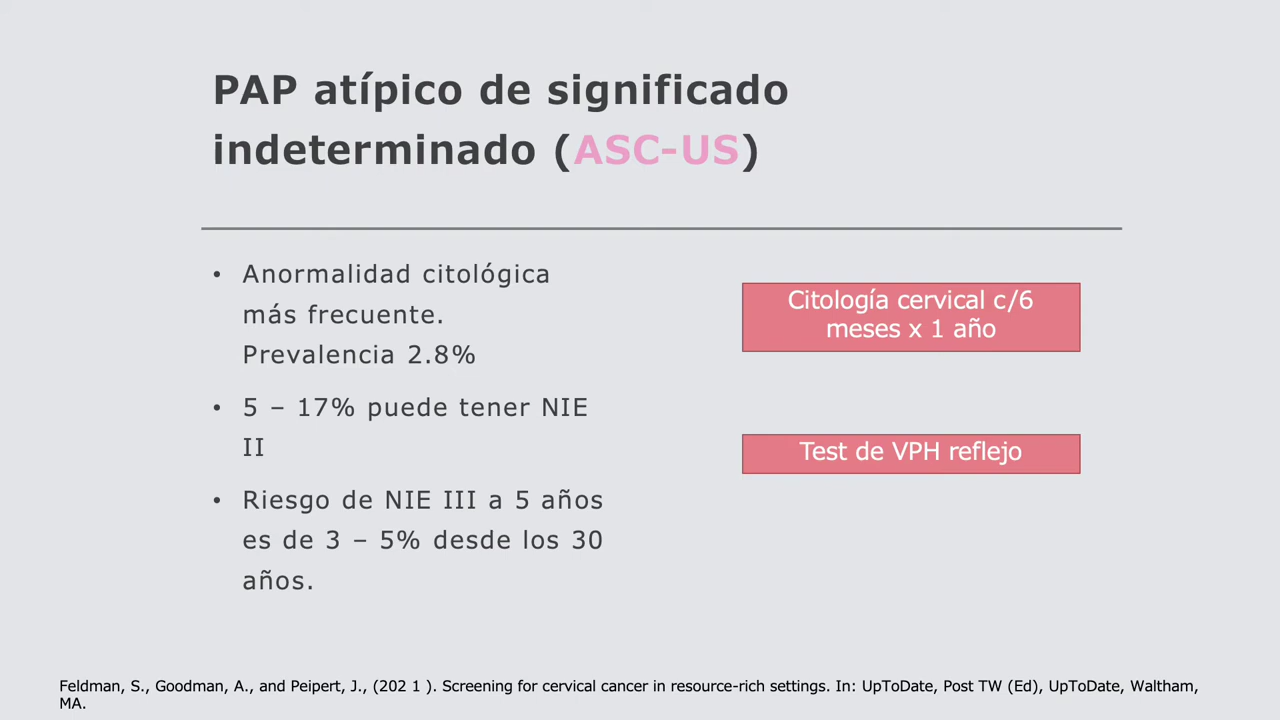 PAP atípico de significado
indeterminado (ASC-US)
• Anormalidad citológica
más frecuente.
Prevalencia 2.8%
• 5 – 17% puede tener NIE
II
• Riesgo de NIE III a 5 años
es de 3 – 5% desde los 30
años.
Citología cervical c/6
meses x 1 año
Test de VPH reflejo
Feldman, S., Goodman, A., and Peipert, J., (202 1 ). Screening for cervical cancer in resource-rich settings. In: UpToDate, Post TW (Ed), UpToDate, Waltham,
MA.